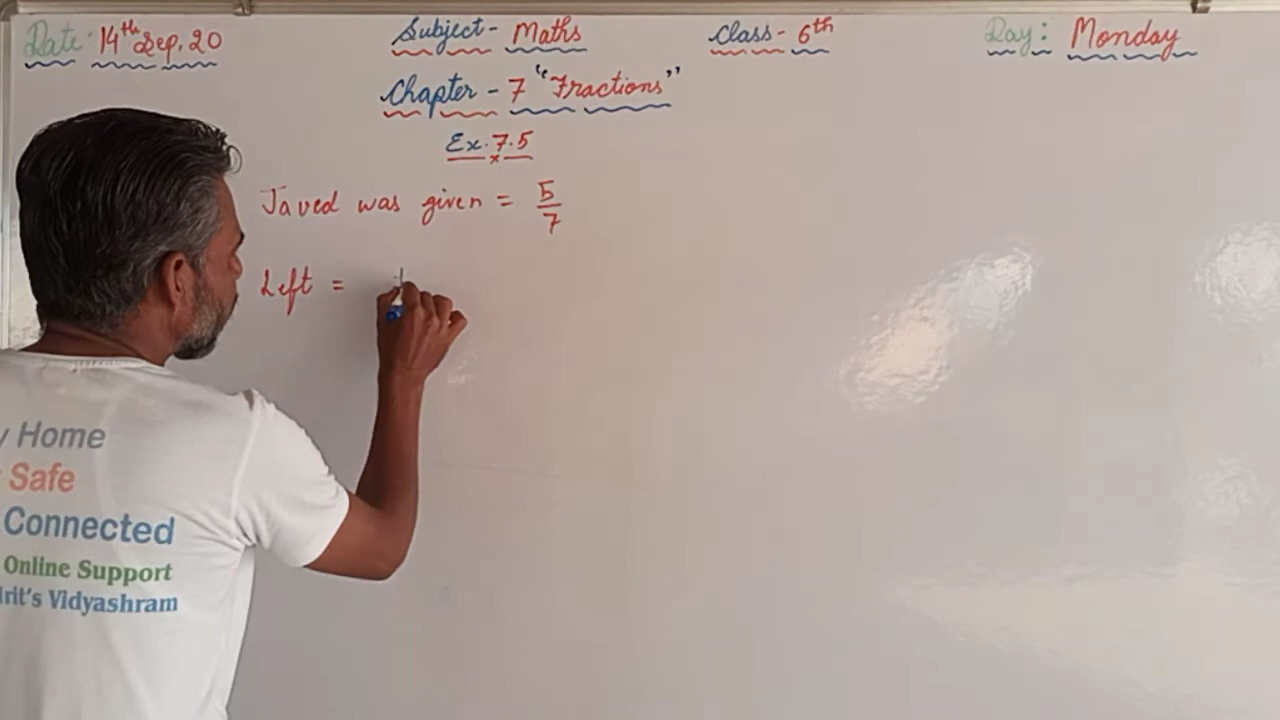 Date: 14th Sep. 20 Subject - Maths Class - 6th Day: Monday
Chapter - 7 "Fractions"
Ex. 7.5
Javed was given = 5/7
Left =
Home
Safe
Connected
Online Support
Vidyashram